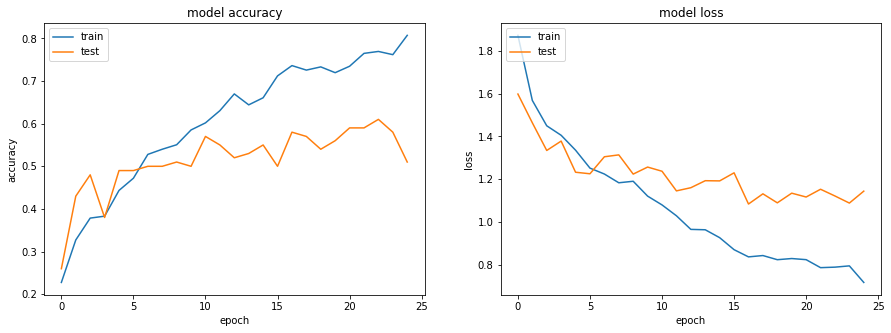 model accuracy
train
test
0.8
0.7
0.6
0.5
0.4
0.3
0.2
accuracy
0 5 10 15 20 25
epoch
model loss
train
test
1.8
1.6
1.4
1.2
1.0
0.8
loss
0 5 10 15 20 25
epoch